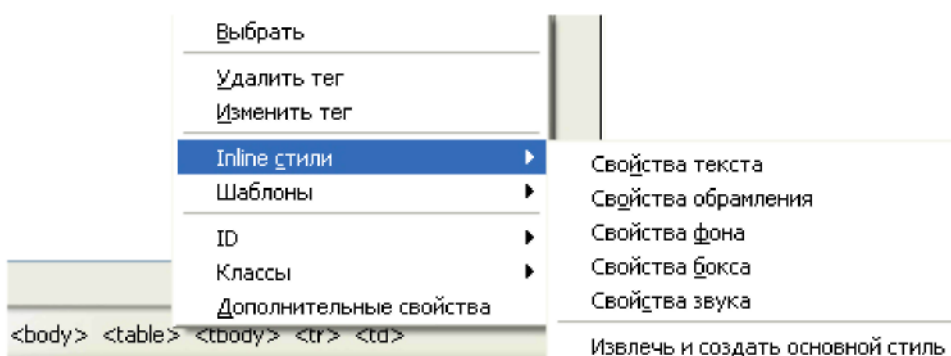 Выбрать
Удалить тег
Изменить тег
Inline стили
Шаблоны
ID
Классы
Дополнительные свойства
Свойства текста
Свойства обрамления
Свойства фона
Свойства бокса
Свойства звука
Извлечь и создать основной стиль
<body> <table> <tbody> <tr> <td>